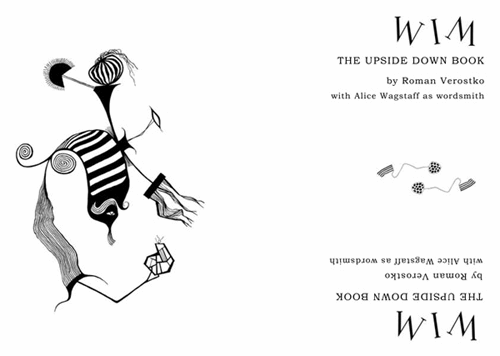 WIM
THE UPSIDE DOWN BOOK
by Roman Verostko
with Alice Wagstaff as wordsmith
with Alice Wagstaff as wordsmith
by Roman Verostko
THE UPSIDE DOWN BOOK
WIM